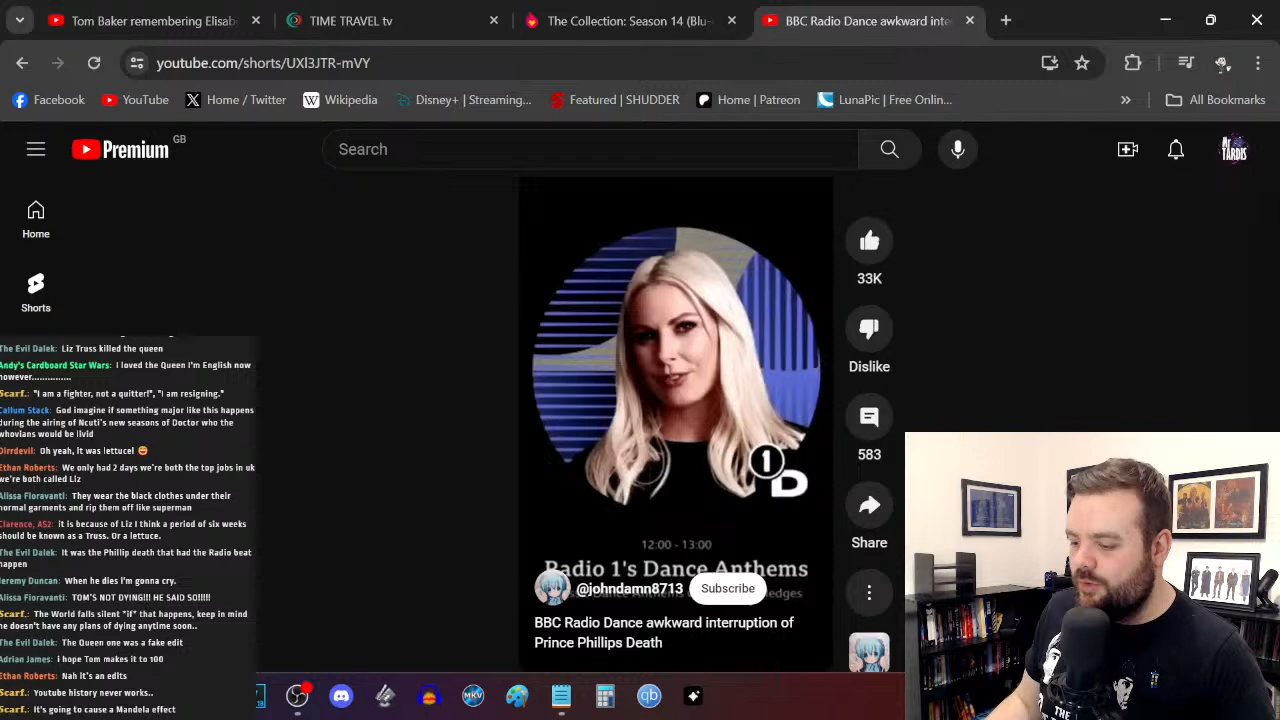 Tom Baker remembering Elisab
TIME TRAVEL tv
The Collection: Season 14 (Blu-
BBC Radio Dance awkward inte
youtube.com/shorts/UXl3JTR-mVY
Facebook
YouTube
Home / Twitter
Wikipedia
Disney+ | Streaming...
Featured | SHUDDER
Home | Patreon
LunaPic | Free Onlin...
All Bookmarks
Premium
GB
Search
Mr
TARDIS
Home
Shorts
33K
Dislike
583
Share
1
D
12:00 - 13:00
Radio 1's Dance Anthems
@johndamn8713
Subscribe
BBC Radio Dance awkward interruption of
Prince Phillips Death
The Evil Dalek: Liz Truss killed the queen
Andy's Cardboard Star Wars: I loved the Queen I'm English now
however...............
Scarf.: "I am a fighter, not a quitter!", "I am resigning."
Callum Stack: God imagine if something major like this happens
during the airing of Ncuti's new seasons of Doctor who the
whovians would be livid
Dirrdevil: Oh yeah, it was lettuce!
Ethan Roberts: We only had 2 days we're both the top jobs in uk
we're both called Liz
Alissa Fioravanti: They wear the black clothes under their
normal garments and rip them off like superman
Clarence, AS2: it is because of Liz I think a period of six weeks
should be known as a Truss. Or a lettuce.
The Evil Dalek: It was the Phillip death that had the Radio beat
happen
Jeremy Duncan: When he dies i'm gonna cry.
Alissa Fioravanti: TOM'S NOT DYING!!! HE SAID SO!!!!!
Scarf.: The World falls silent *if* that happens, keep in mind
he doesn't have any plans of dying anytime soon..
The Evil Dalek: The Queen one was a fake edit
Adrian James: i hope Tom makes it to 100
Ethan Roberts: Nah it's an edits
Scarf.: Youtube history never works..
Scarf.: It's going to cause a Mandela effect
MKV
qb
THE